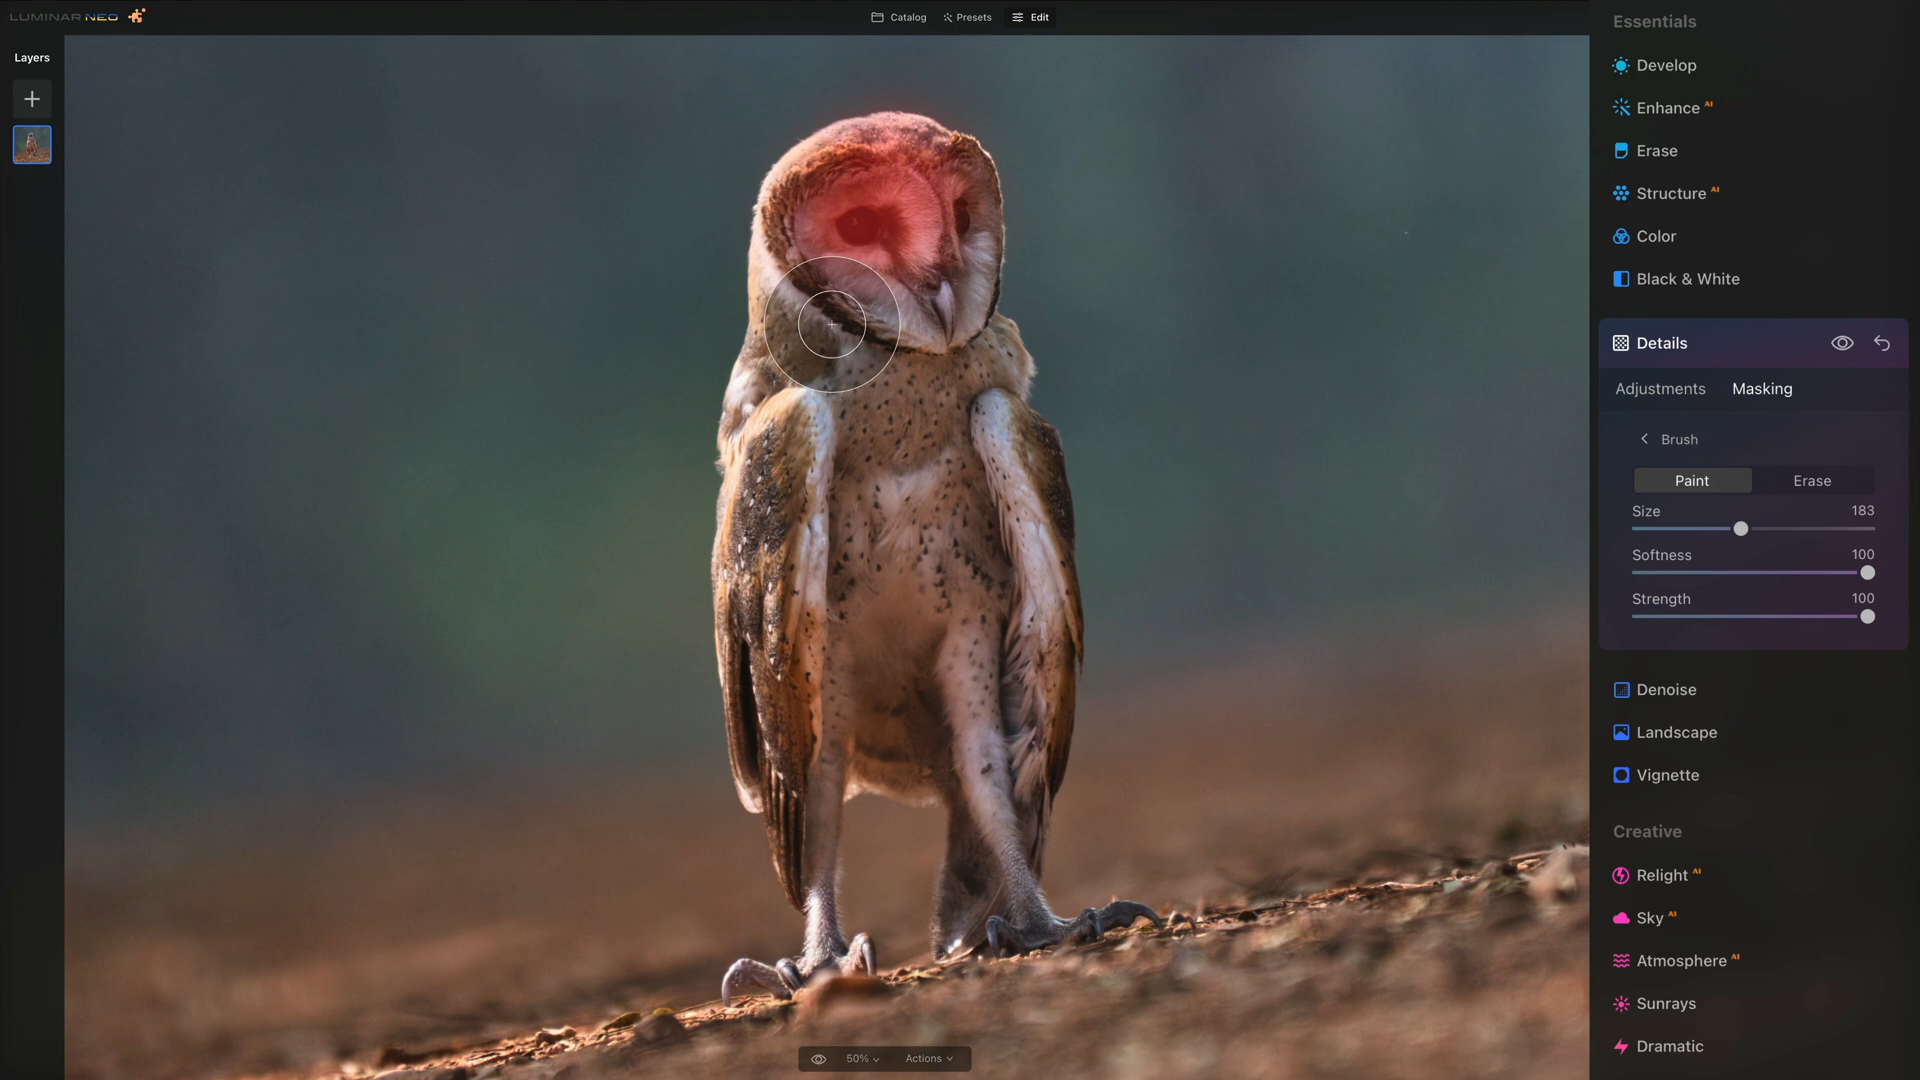 LUMINAR NEO
Catalog
Presets
Edit
Layers
Essentials
Develop
Enhance AI
Erase
Structure AI
Color
Black & White
Details
Adjustments
Masking
Brush
Paint
Erase
Size
183
Softness
100
Strength
100
Denoise
Landscape
Vignette
Creative
Relight AI
Sky AI
Atmosphere AI
Sunrays
Dramatic
50%
Actions